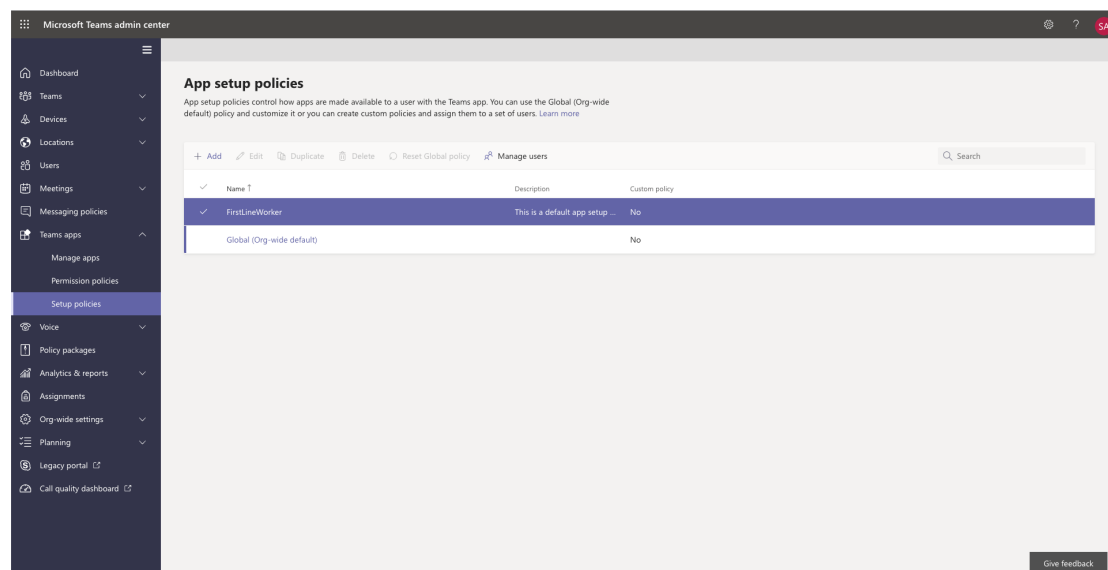 Microsoft Teams admin center
? SA
Dashboard
Teams
Devices
Locations
Users
Meetings
Messaging policies
Teams apps
Manage apps
Permission policies
Setup policies
Voice
Policy packages
Analytics & reports
Assignments
Org-wide settings
Planning
Legacy portal
Call quality dashboard
App setup policies
App setup policies control how apps are made available to a user with the Teams app. You can use the Global (Org-wide
default) policy and customize it or you can create custom policies and assign them to a set of users. Learn more
+ Add Edit Duplicate Delete Reset Global policy Manage users Search
Name ↑ Description Custom policy
FirstLineWorker This is a default app setup ... No
Global (Org-wide default) No
Give feedback